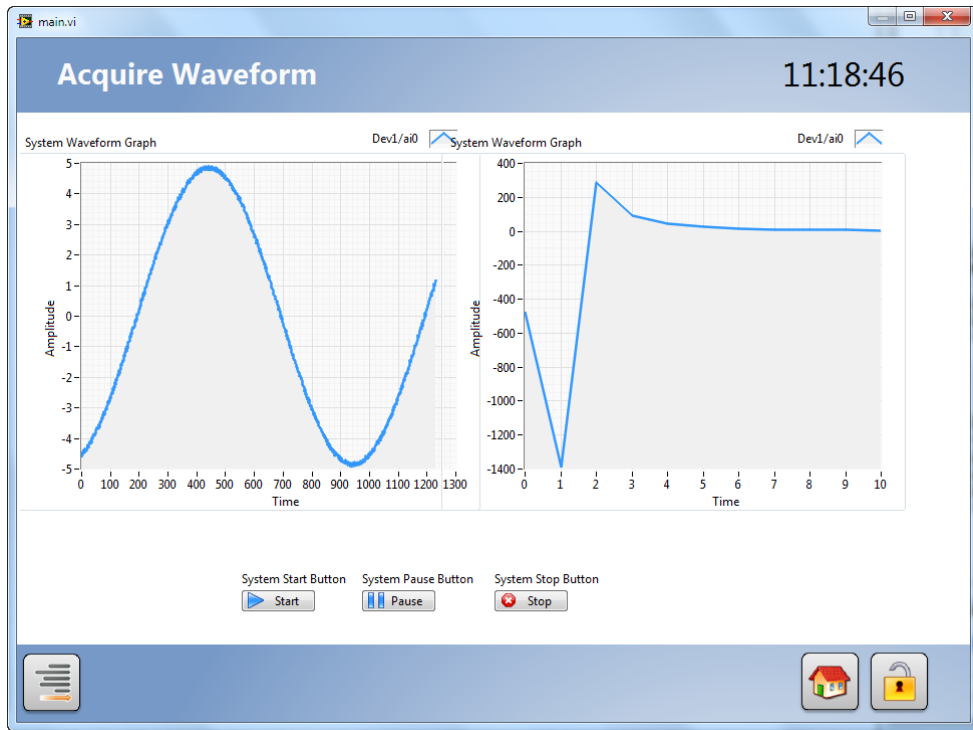 main.vi
Acquire Waveform
11:18:46
System Waveform Graph
Dev1/ai0
5
4
3
2
1
0
-1
-2
-3
-4
-5
Amplitude
0 100 200 300 400 500 600 700 800 900 1000 1100 1200 1300
Time
System Waveform Graph
Dev1/ai0
400
200
0
-200
-400
-600
-800
-1000
-1200
-1400
Amplitude
0 1 2 3 4 5 6 7 8 9 10
Time
System Start Button
Start
System Pause Button
Pause
System Stop Button
Stop